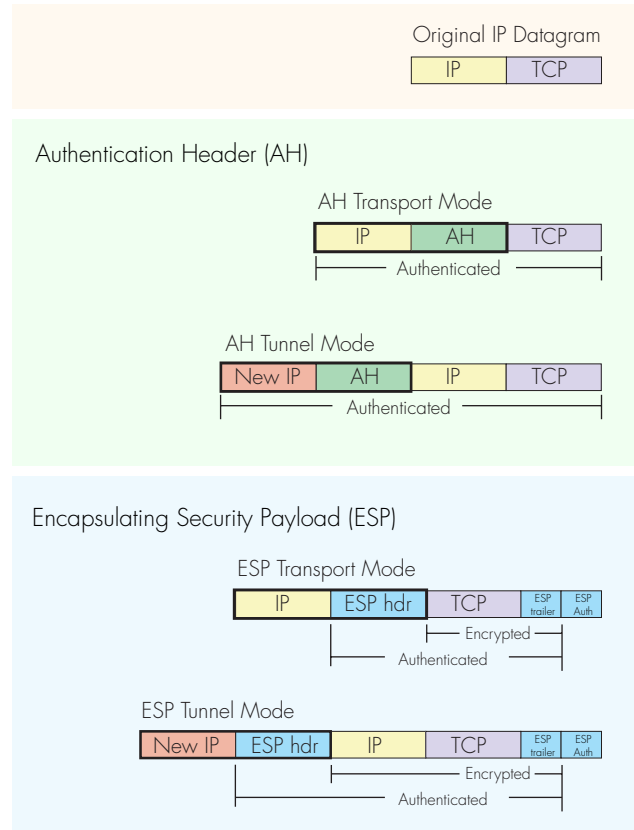 Original IP Datagram
IP TCP
Authentication Header (AH)
AH Transport Mode
IP AH TCP
Authenticated
AH Tunnel Mode
New IP AH IP TCP
Authenticated
Encapsulating Security Payload (ESP)
ESP Transport Mode
IP ESP hdr TCP ESP trailer ESP Auth
Encrypted
Authenticated
ESP Tunnel Mode
New IP ESP hdr IP TCP ESP trailer ESP Auth
Encrypted
Authenticated